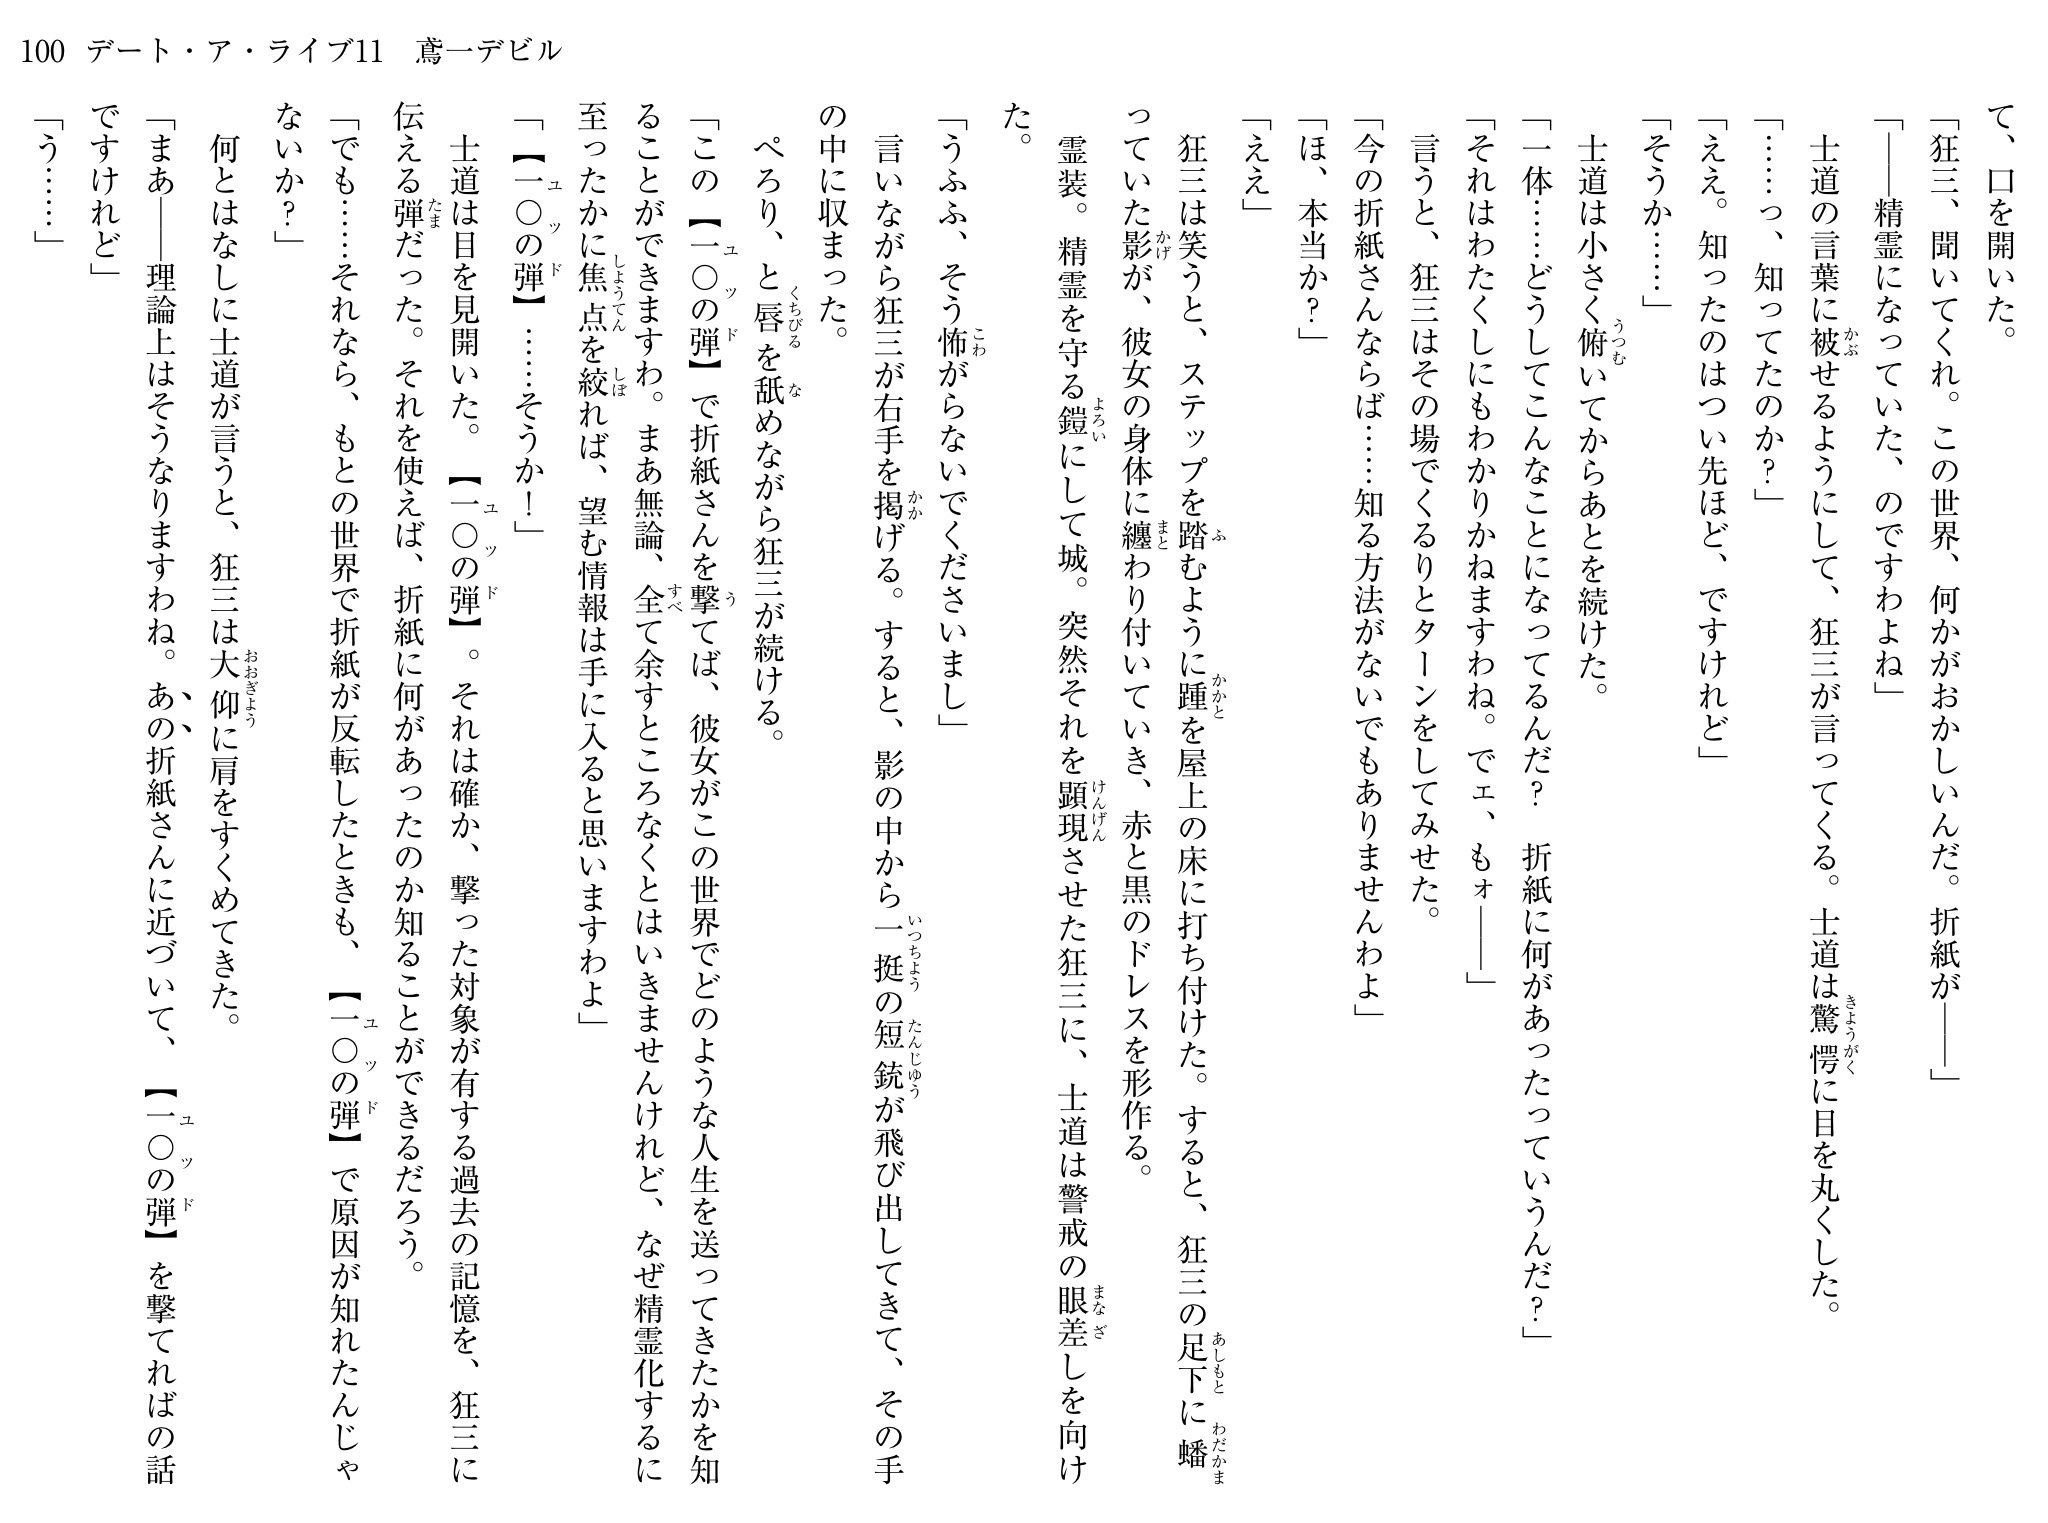 100 デート・ア・ライブ11 鳶一デビル
て、口を開いた。
「狂三、聞いてくれ。この世界、何かがおかしいんだ。折紙が――」
「――精霊になっていた、のですわよね」
士道の言葉に被せるようにして、狂三が言ってくる。士道は驚愕に目を丸くした。
「……っ、知ってたのか?」
「ええ。知ったのはつい先ほど、ですけれど」
「そうか……」
士道は小さく俯いてからあとを続けた。
「一体……どうしてこんなことになってるんだ? 折紙に何があったっていうんだ?」
「それはわたくしにもわかりかねますわね。でェ、もォ――」
言うと、狂三はその場でくるりとターンをしてみせた。
「今の折紙さんならば……知る方法がないでもありませんわよ」
「ほ、本当か?」
「ええ」
狂三は笑うと、ステップを踏むように踵を屋上の床に打ち付けた。すると、狂三の足下に蟠
っていた影が、彼女の身体に纏わり付いていき、赤と黒のドレスを形作る。
霊装。精霊を守る鎧にして城。突然それを顕現させた狂三に、士道は警戒の眼差しを向け
た。
「うふふ、そう怖がらないでくださいまし」
言いながら狂三が右手を掲げる。すると、影の中から一挺の短銃が飛び出してきて、その手
の中に収まった。
ぺろり、と唇を舐めながら狂三が続ける。
「この【一〇の弾】で折紙さんを撃てば、彼女がこの世界でどのような人生を送ってきたかを知
ることができますわ。まあ無論、全て余すところなくとはいきませんけれど、なぜ精霊化するに
至ったかに焦点を絞れば、望む情報は手に入ると思いますわよ」
「【一〇の弾】……そうか!」
士道は目を見開いた。【一〇の弾】。それは確か、撃った対象が有する過去の記憶を、狂三に
伝える弾だった。それを使えば、折紙に何があったのか知ることができるだろう。
「でも……それなら、もとの世界で折紙が反転したときも、【一〇の弾】で原因が知れたんじゃ
ないか?」
何とはなしに士道が言うと、狂三は大仰に肩をすくめてきた。
「まあ――理論上はそうなりますわね。あの折紙さんに近づいて、【一〇の弾】を撃てればの話
ですけれど」
「う……」